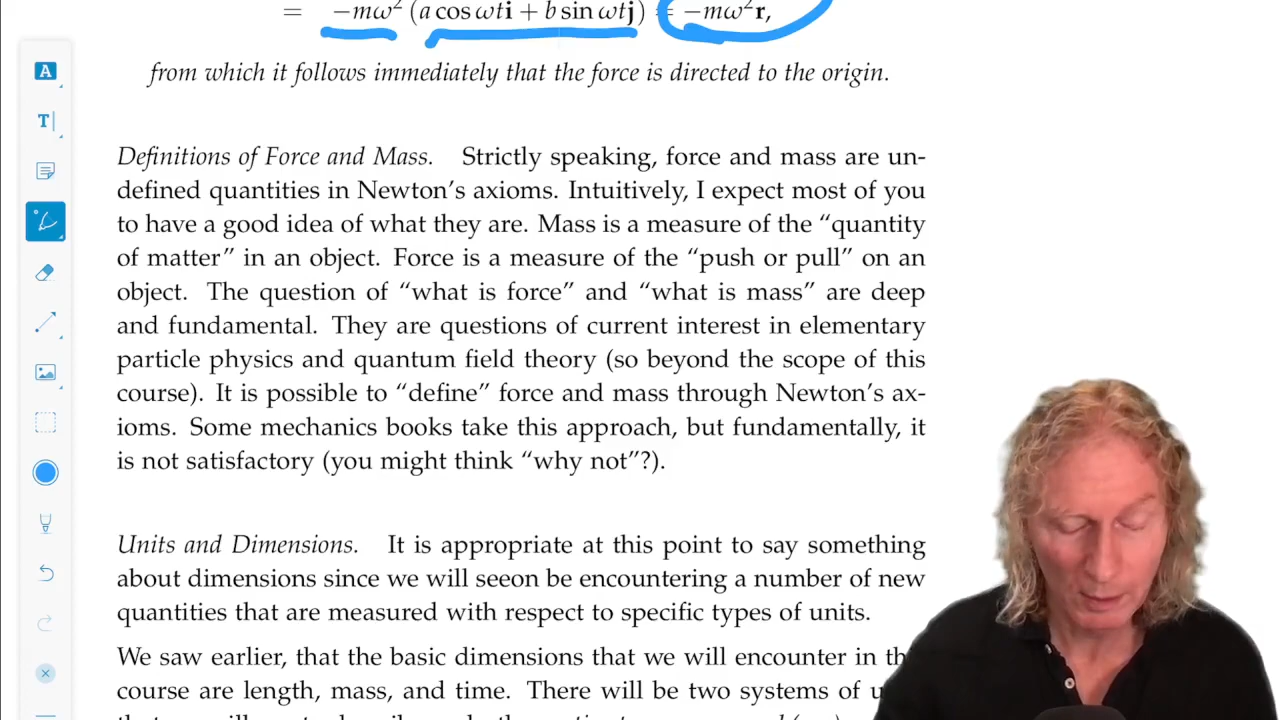 = −mω² (a cos ωt**i** + b sin ωt**j**) = −mω²**r**,
from which it follows immediately that the force is directed to the origin.
Definitions of Force and Mass. Strictly speaking, force and mass are un-
defined quantities in Newton's axioms. Intuitively, I expect most of you
to have a good idea of what they are. Mass is a measure of the “quantity
of matter” in an object. Force is a measure of the “push or pull” on an
object. The question of “what is force” and “what is mass” are deep
and fundamental. They are questions of current interest in elementary
particle physics and quantum field theory (so beyond the scope of this
course). It is possible to “define” force and mass through Newton's ax-
ioms. Some mechanics books take this approach, but fundamentally, it
is not satisfactory (you might think “why not”?).
Units and Dimensions. It is appropriate at this point to say something
about dimensions since we will seeon be encountering a number of new
quantities that are measured with respect to specific types of units.
We saw earlier, that the basic dimensions that we will encounter in
course are length, mass, and time. There will be two systems of
A
T